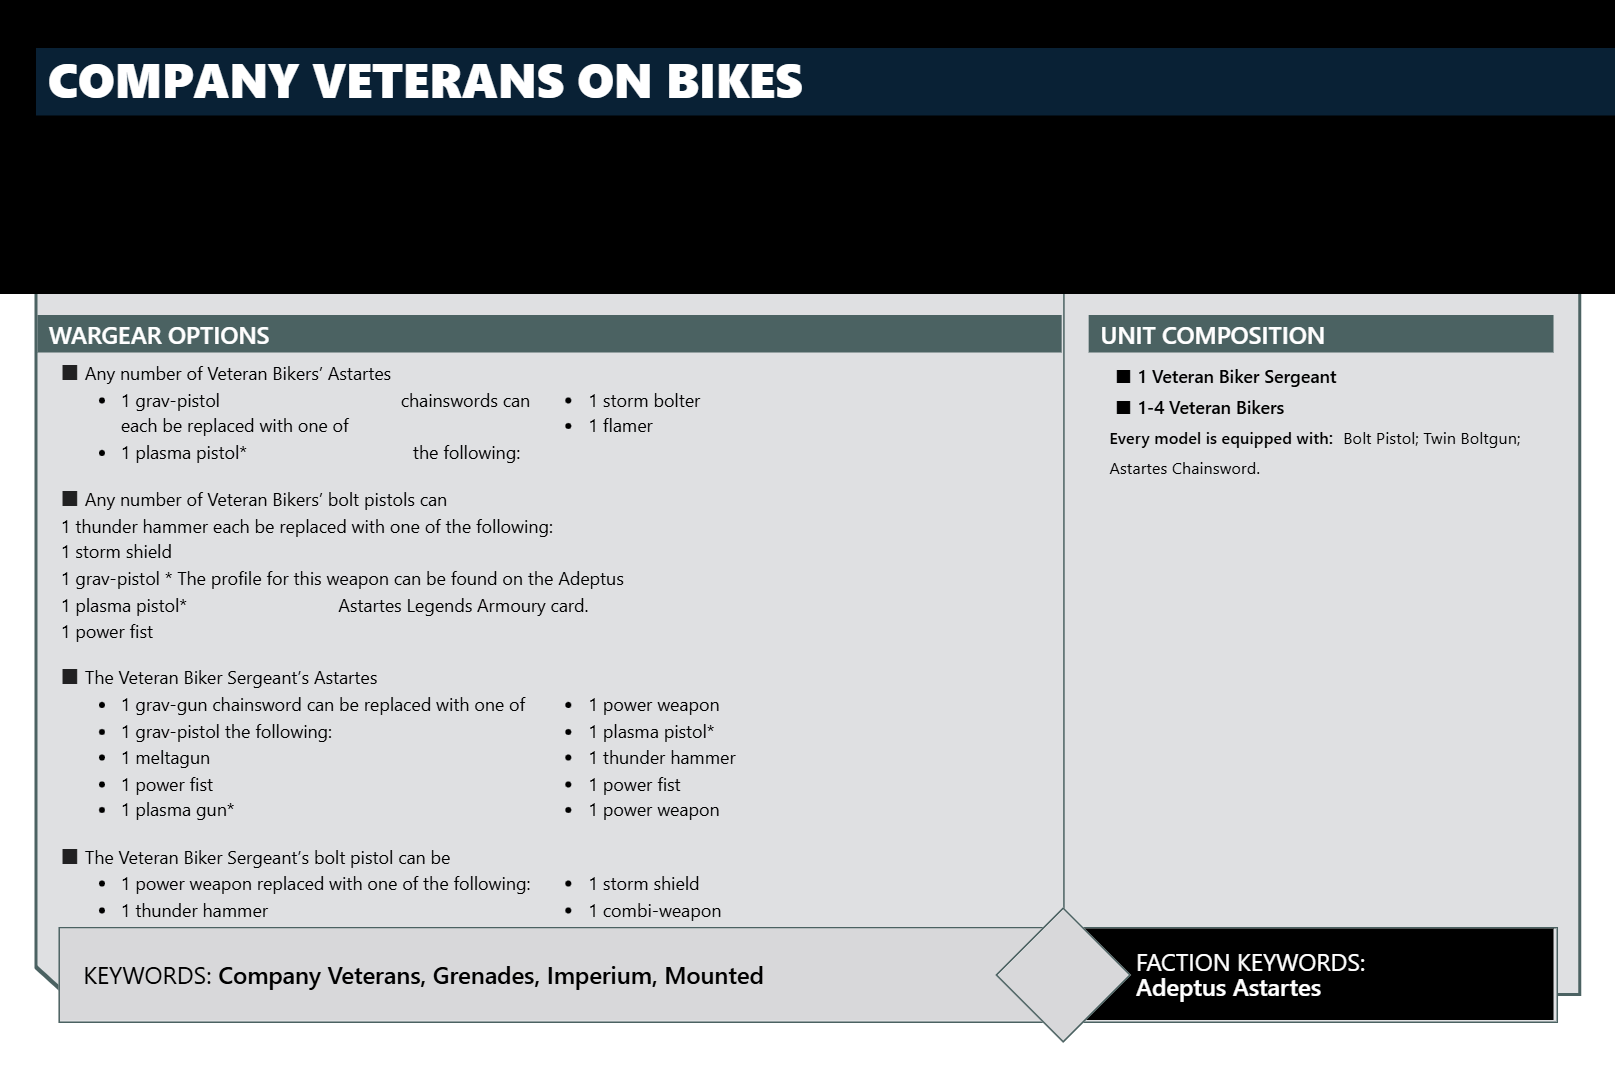 COMPANY VETERANS ON BIKES
WARGEAR OPTIONS
■ Any number of Veteran Bikers’ Astartes
• 1 grav-pistol chainswords can
each be replaced with one of
• 1 plasma pistol* the following:
• 1 storm bolter
• 1 flamer
■ Any number of Veteran Bikers’ bolt pistols can
1 thunder hammer each be replaced with one of the following:
1 storm shield
1 grav-pistol * The profile for this weapon can be found on the Adeptus
1 plasma pistol* Astartes Legends Armoury card.
1 power fist
■ The Veteran Biker Sergeant’s Astartes
• 1 grav-gun chainsword can be replaced with one of
• 1 grav-pistol the following:
• 1 meltagun
• 1 power fist
• 1 plasma gun*
• 1 power weapon
• 1 plasma pistol*
• 1 thunder hammer
• 1 power fist
• 1 power weapon
■ The Veteran Biker Sergeant’s bolt pistol can be
• 1 power weapon replaced with one of the following:
• 1 thunder hammer
• 1 storm shield
• 1 combi-weapon
UNIT COMPOSITION
■ 1 Veteran Biker Sergeant
■ 1-4 Veteran Bikers
Every model is equipped with: Bolt Pistol; Twin Boltgun;
Astartes Chainsword.
KEYWORDS: Company Veterans, Grenades, Imperium, Mounted
FACTION KEYWORDS:
Adeptus Astartes